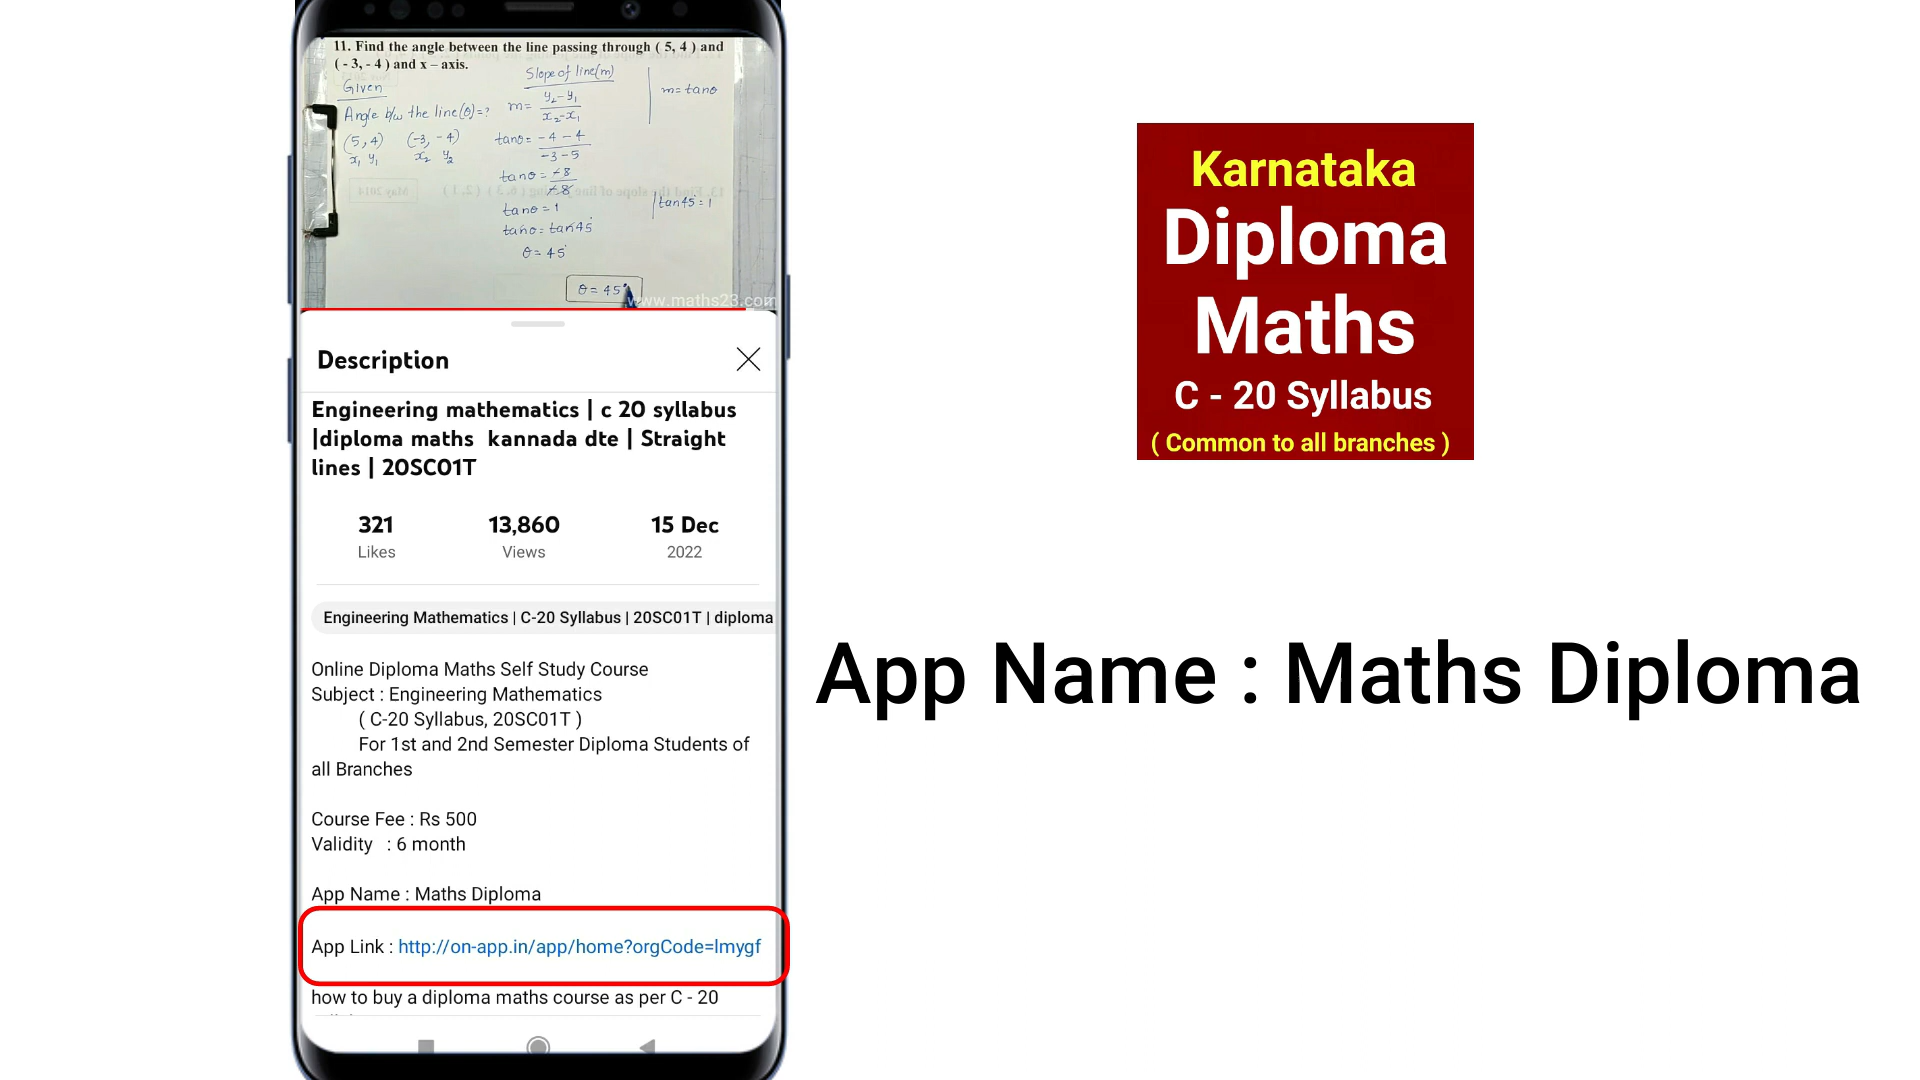 11. Find the angle between the line passing through ( 5, 4 ) and
( - 3, - 4 ) and x – axis.
Given
Angle b/w the line(θ)=?
(5,4) (-3, -4)
x₁ y₁ x₂ y₂
Slope of line(m)
m= y₂-y₁
x₂-x₁
tanθ= -4 -4
-3 -5
tanθ = -8
-8
tanθ = 1
tanθ= tan45°
θ= 45°
θ= 45°
m= tanθ
tan45°=1
www.maths23.com
Description
Engineering mathematics | c 20 syllabus
|diploma maths kannada dte | Straight
lines | 20SC01T
321 13,860 15 Dec
Likes Views 2022
Engineering Mathematics | C-20 Syllabus | 20SC01T | diploma
Online Diploma Maths Self Study Course
Subject : Engineering Mathematics
( C-20 Syllabus, 20SC01T )
For 1st and 2nd Semester Diploma Students of
all Branches
Course Fee : Rs 500
Validity : 6 month
App Name : Maths Diploma
App Link : http://on-app.in/app/home?orgCode=lmygf
how to buy a diploma maths course as per C - 20
Karnataka
Diploma
Maths
C - 20 Syllabus
( Common to all branches )
App Name : Maths Diploma